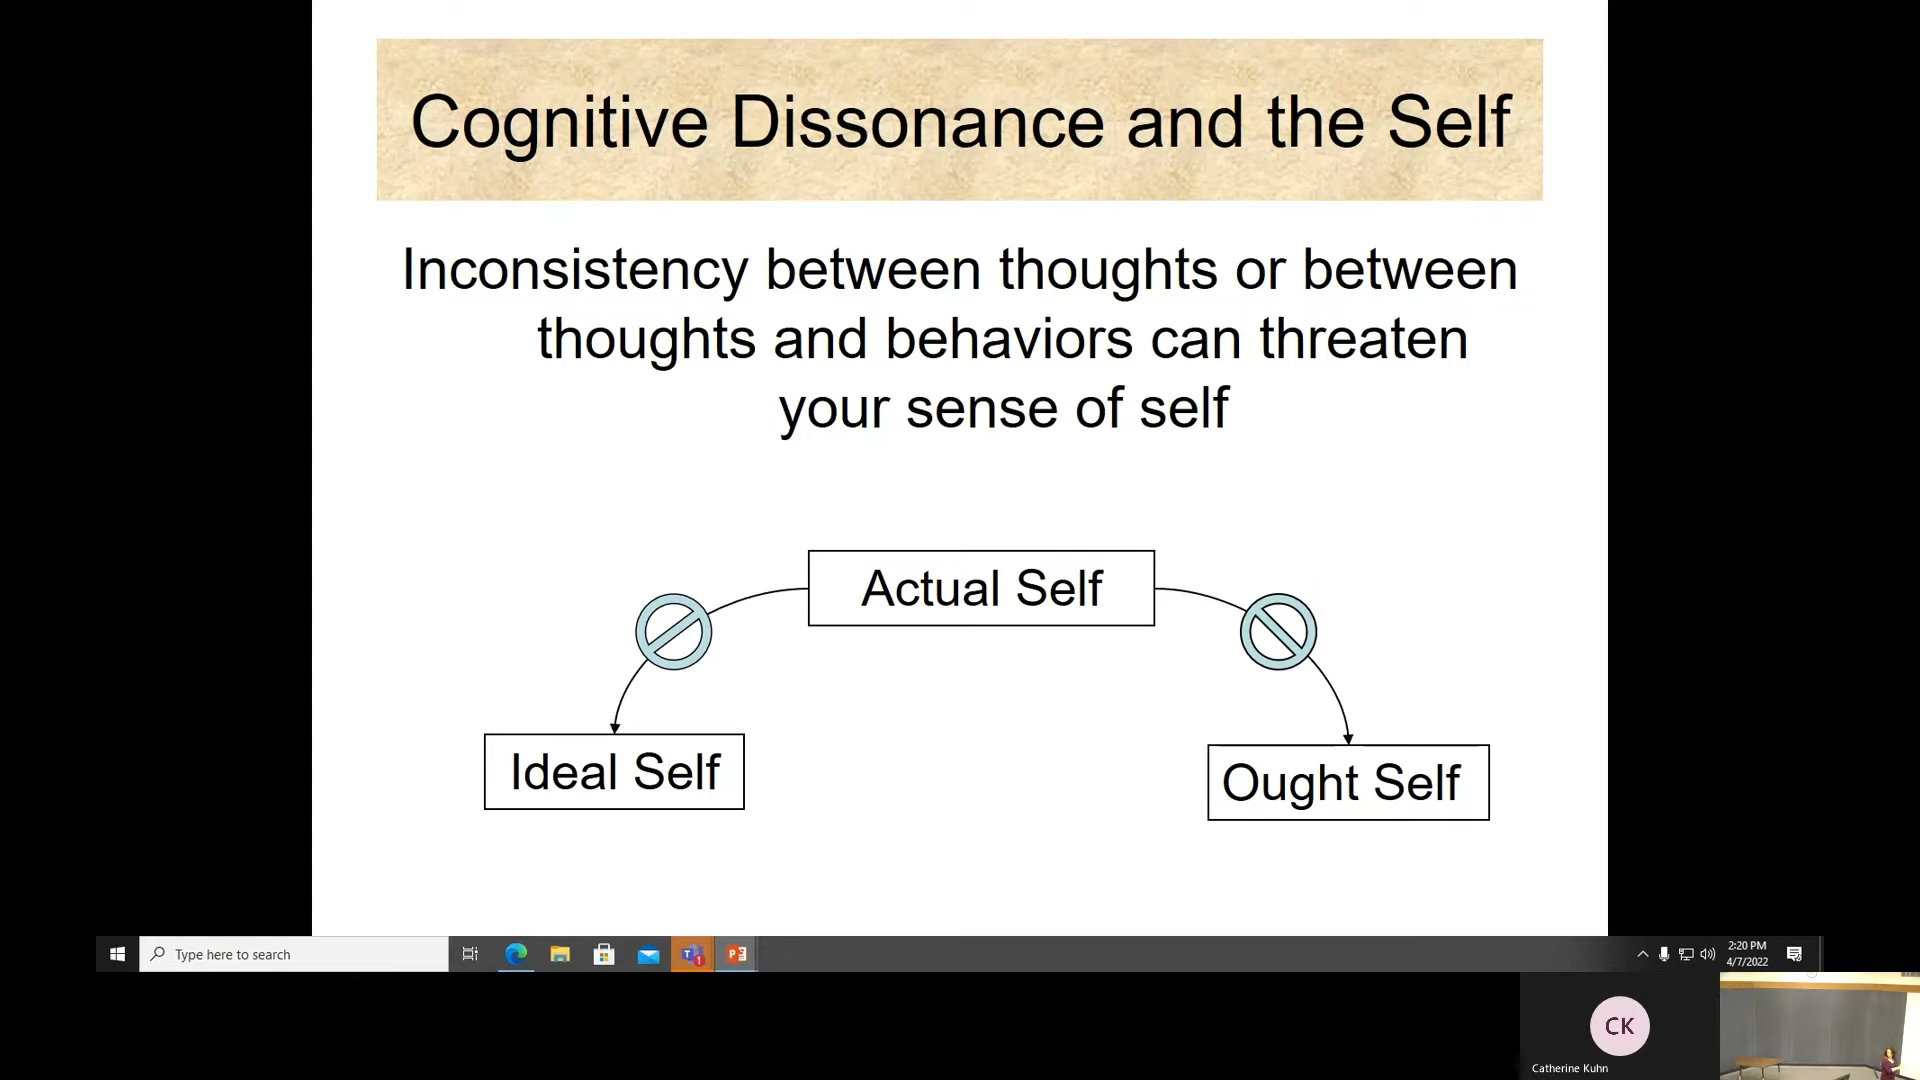 Cognitive Dissonance and the Self
Inconsistency between thoughts or between
thoughts and behaviors can threaten
your sense of self
Actual Self
Ideal Self
Ought Self
Type here to search
1
2:20 PM
4/7/2022
CK
Catherine Kuhn